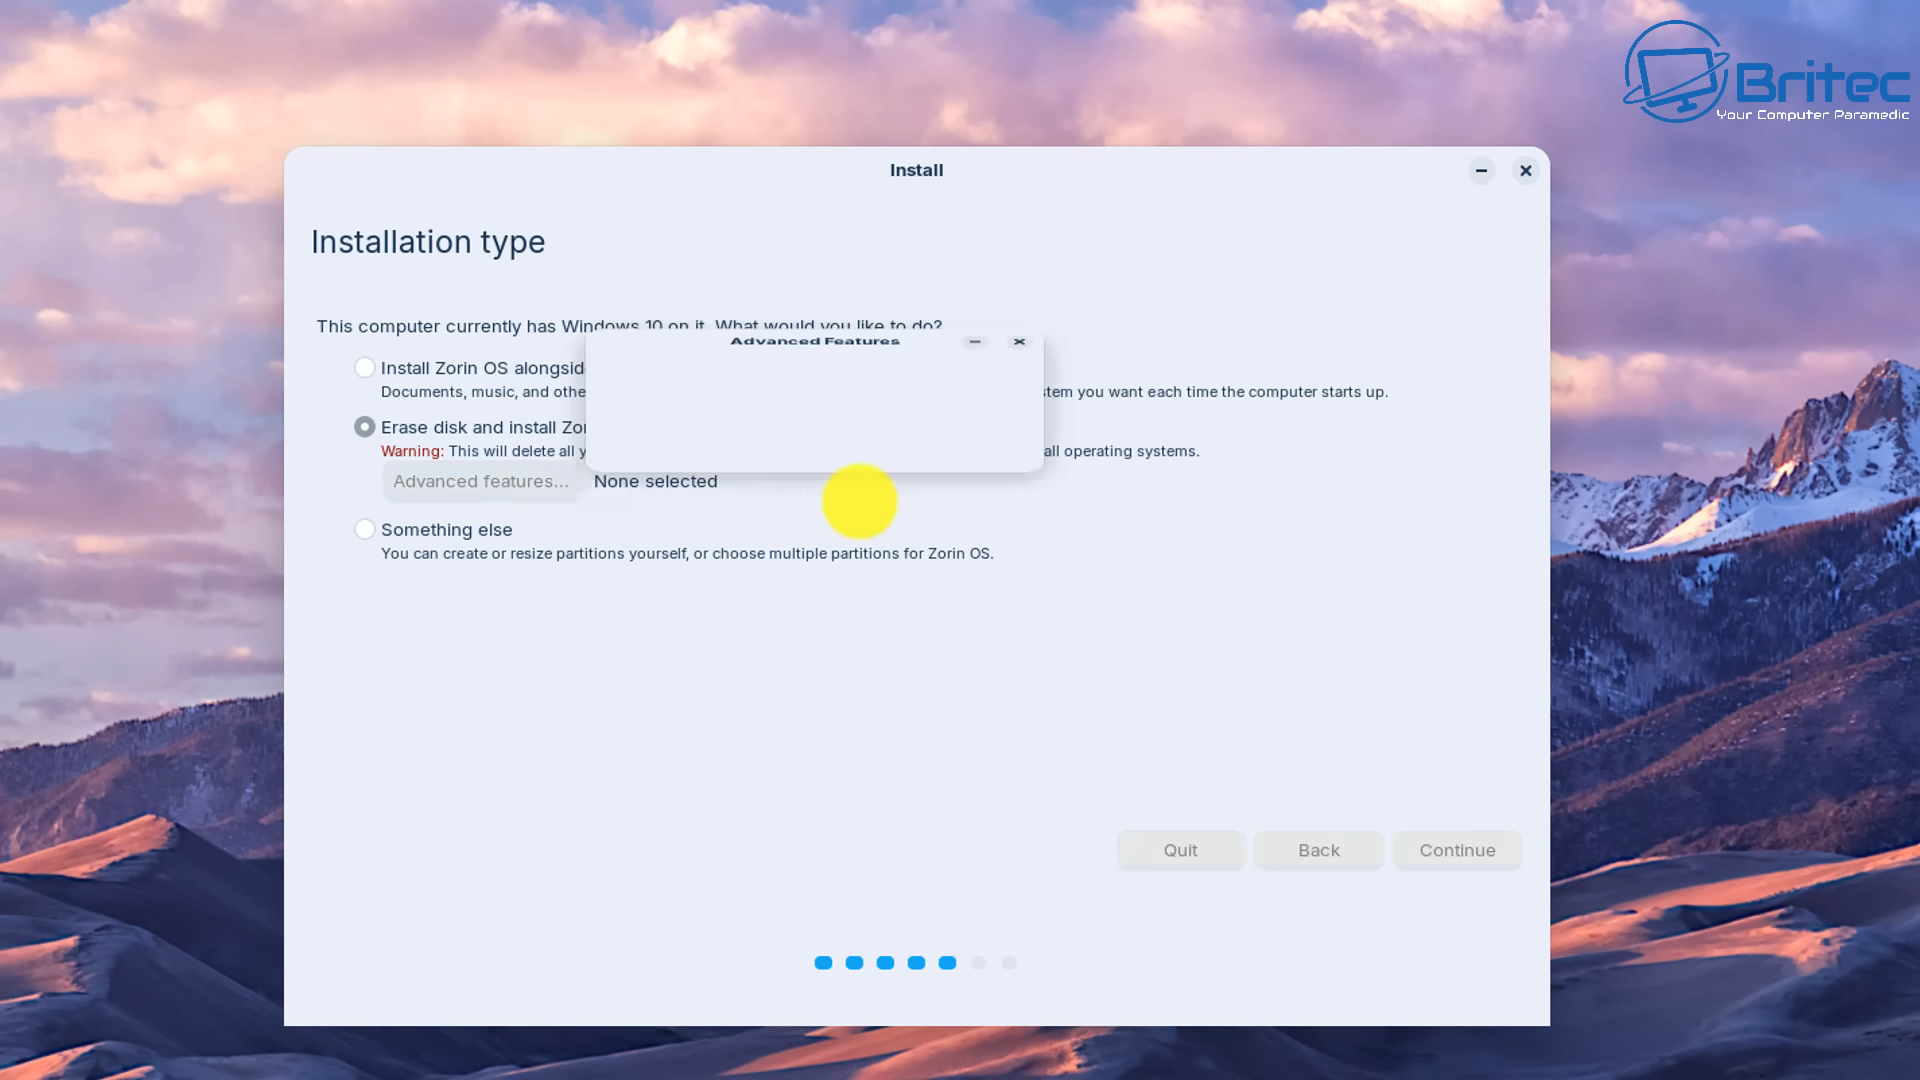 Britec
Your Computer Paramedic
Install
Installation type
This computer currently has Windows 10 on it. What would you like to do?
Advanced Features
Install Zorin OS alongsid
Documents, music, and othe stem you want each time the computer starts up.
Erase disk and install Zor
Warning: This will delete all y all operating systems.
Advanced features... None selected
Something else
You can create or resize partitions yourself, or choose multiple partitions for Zorin OS.
Quit Back Continue